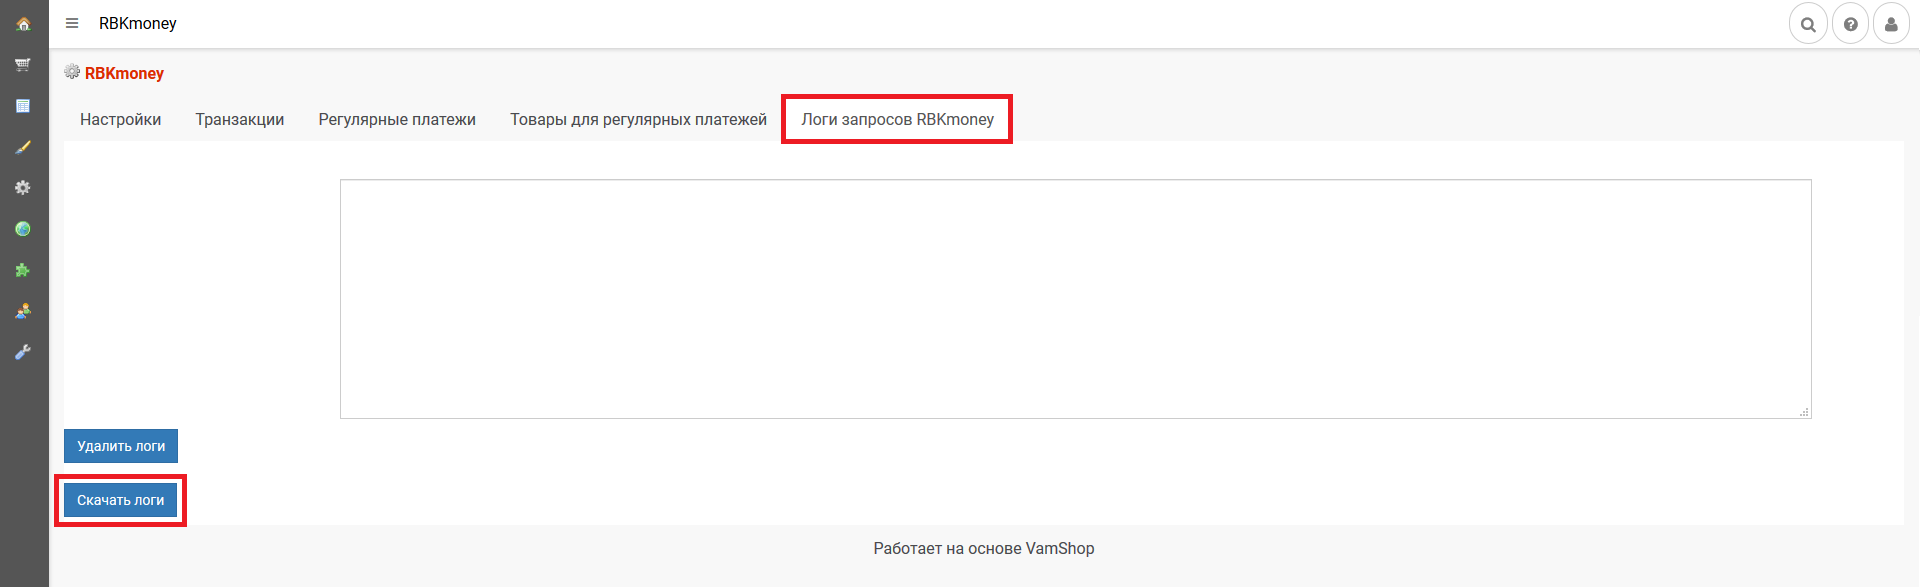 RBKmoney
RBKmoney
Настройки Транзакции Регулярные платежи Товары для регулярных платежей Логи запросов RBKmoney
Удалить логи
Скачать логи
Работает на основе VamShop